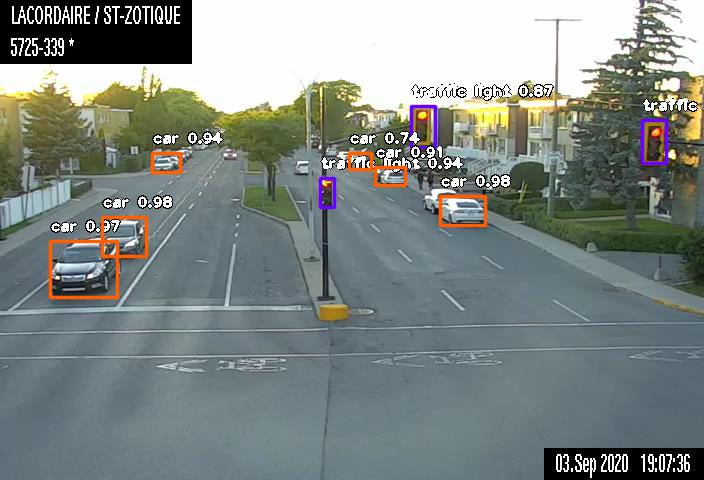 LACORDAIRE / ST-ZOTIQUE
5725-339 *
traffic light 0.87
traffic
car 0.94
car 0.74
car 0.91
traffic light 0.94
car 0.98
car 0.98
car 0.97
03.Sep 2020 19:07:36